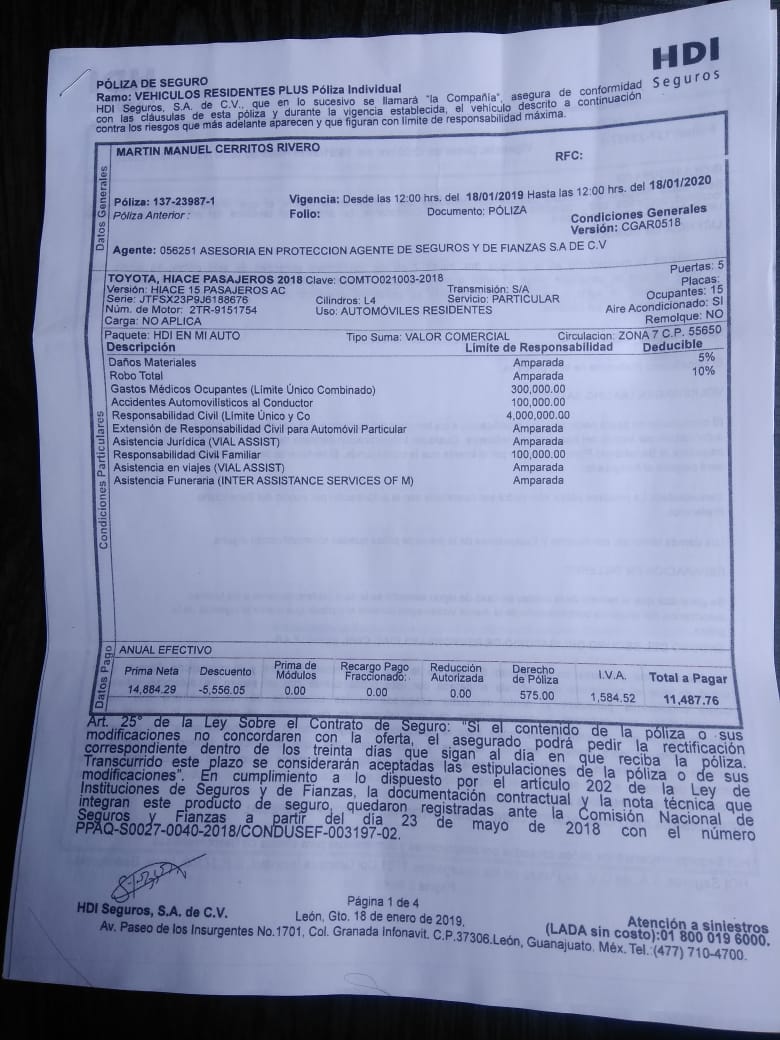 HDI
Seguros
PÓLIZA DE SEGURO
Ramo: VEHICULOS RESIDENTES PLUS Póliza Individual
HDI Seguros, S.A. de C.V., que en lo sucesivo se llamará "la Compañía", asegura de conformidad
con las cláusulas de esta póliza y durante la vigencia establecida, el vehículo descrito a continuación
contra los riesgos que más adelante aparecen y que figuran con límite de responsabilidad máxima.
Datos Generales
MARTIN MANUEL CERRITOS RIVERO
RFC:
Póliza: 137-23987-1 Vigencia: Desde las 12:00 hrs. del 18/01/2019 Hasta las 12:00 hrs. del 18/01/2020
Póliza Anterior : Folio: Documento: PÓLIZA Condiciones Generales
Versión: CGAR0518
Agente: 056251 ASESORIA EN PROTECCION AGENTE DE SEGUROS Y DE FIANZAS S.A DE C.V
TOYOTA, HIACE PASAJEROS 2018 Clave: COMTO021003-2018 Puertas: 5
Versión: HIACE 15 PASAJEROS AC Transmisión: S/A Placas:
Serie: JTFSX23P9J6188676 Cilindros: L4 Servicio: PARTICULAR Ocupantes: 15
Núm. de Motor: 2TR-9151754 Uso: AUTOMÓVILES RESIDENTES Aire Acondicionado: SI
Carga: NO APLICA Remolque: NO
Paquete: HDI EN MI AUTO Tipo Suma: VALOR COMERCIAL Circulacion: ZONA 7 C.P. 55650
Condiciones Particulares
Descripción Limite de Responsabilidad Deducible
Daños Materiales Amparada 5%
Robo Total Amparada 10%
Gastos Médicos Ocupantes (Límite Único Combinado) 300,000.00
Accidentes Automovilisticos al Conductor 100,000.00
Responsabilidad Civil (Límite Único y Co 4,000,000.00
Extensión de Responsabilidad Civil para Automóvil Particular Amparada
Asistencia Jurídica (VIAL ASSIST) Amparada
Responsabilidad Civil Familiar 100,000.00
Asistencia en viajes (VIAL ASSIST) Amparada
Asistencia Funeraria (INTER ASSISTANCE SERVICES OF M) Amparada
Datos Pago
ANUAL EFECTIVO
Prima Neta Descuento Prima de Módulos Recargo Pago Fraccionado: Reducción Autorizada Derecho de Póliza I.V.A. Total a Pagar
14,884.29 -5,556.05 0.00 0.00 0.00 575.00 1,584.52 11,487.76
Art. 25° de la Ley Sobre el Contrato de Seguro: "Si el contenido de la póliza o sus
modificaciones no concordaren con la oferta, el asegurado podrá pedir la rectificación
correspondiente dentro de los treinta días que sigan al día en que reciba la póliza.
Transcurrido este plazo se considerarán aceptadas las estipulaciones de la póliza o de sus
modificaciones". En cumplimiento a lo dispuesto por el articulo 202 de la Ley de
Instituciones de Seguros y de Fianzas, la documentación contractual y la nota técnica que
integran este producto de seguro, quedaron registradas ante la Comisión Nacional de
Seguros y Fianzas a partir del día 23 de mayo de 2018 con el número
PPAQ-S0027-0040-2018/CONDUSEF-003197-02.
HDI Seguros, S.A. de C.V.
Página 1 de 4
León, Gto. 18 de enero de 2019.
Atención a siniestros
(LADA sin costo):01 800 019 6000.
Av. Paseo de los Insurgentes No.1701, Col. Granada Infonavit. C.P.37306.León, Guanajuato, Méx. Tel.:(477) 710-4700.